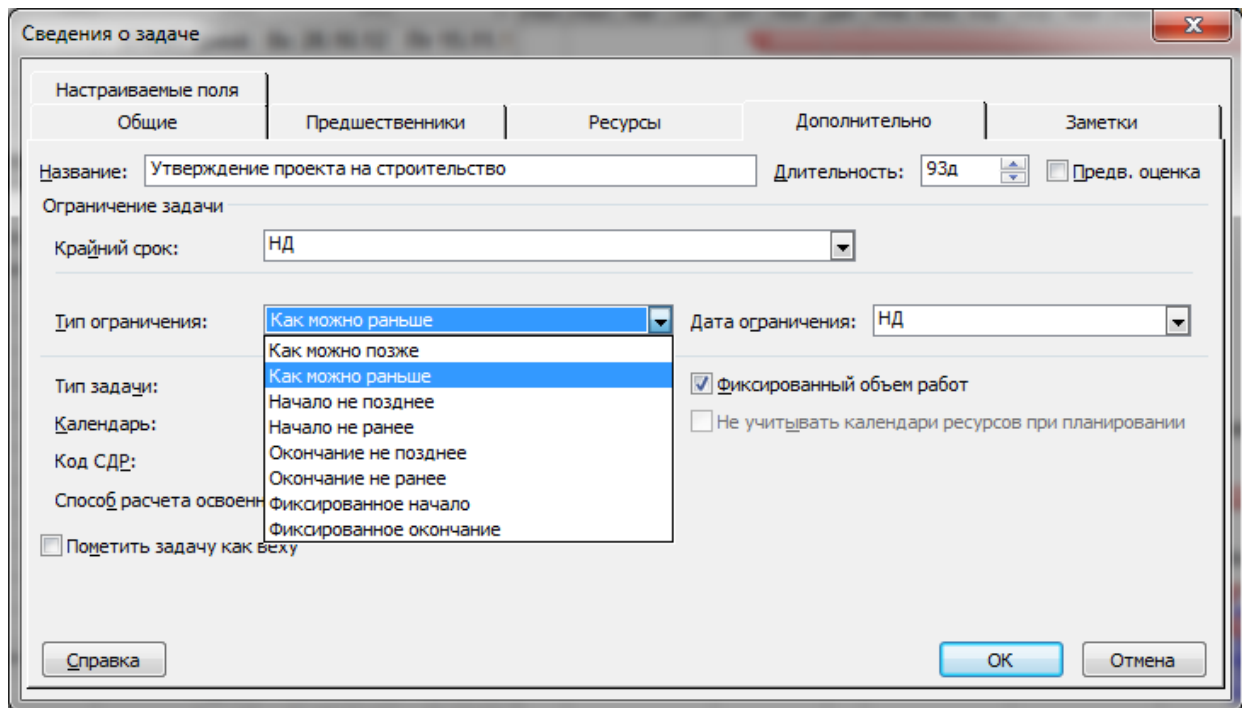 Сведения о задаче
Настраиваемые поля
Общие Предшественники Ресурсы Дополнительно Заметки
Название: Утверждение проекта на строительство Длительность: 93д Предв. оценка
Ограничение задачи
Крайний срок: НД
Тип ограничения: Как можно раньше Дата ограничения: НД
Как можно позже
Тип задачи: Как можно раньше Фиксированный объем работ
Начало не позднее
Календарь: Начало не ранее Не учитывать календари ресурсов при планировании
Код СДР: Окончание не позднее
Окончание не ранее
Способ расчета освоенн Фиксированное начало
Фиксированное окончание
Пометить задачу как веху
Справка ОК Отмена